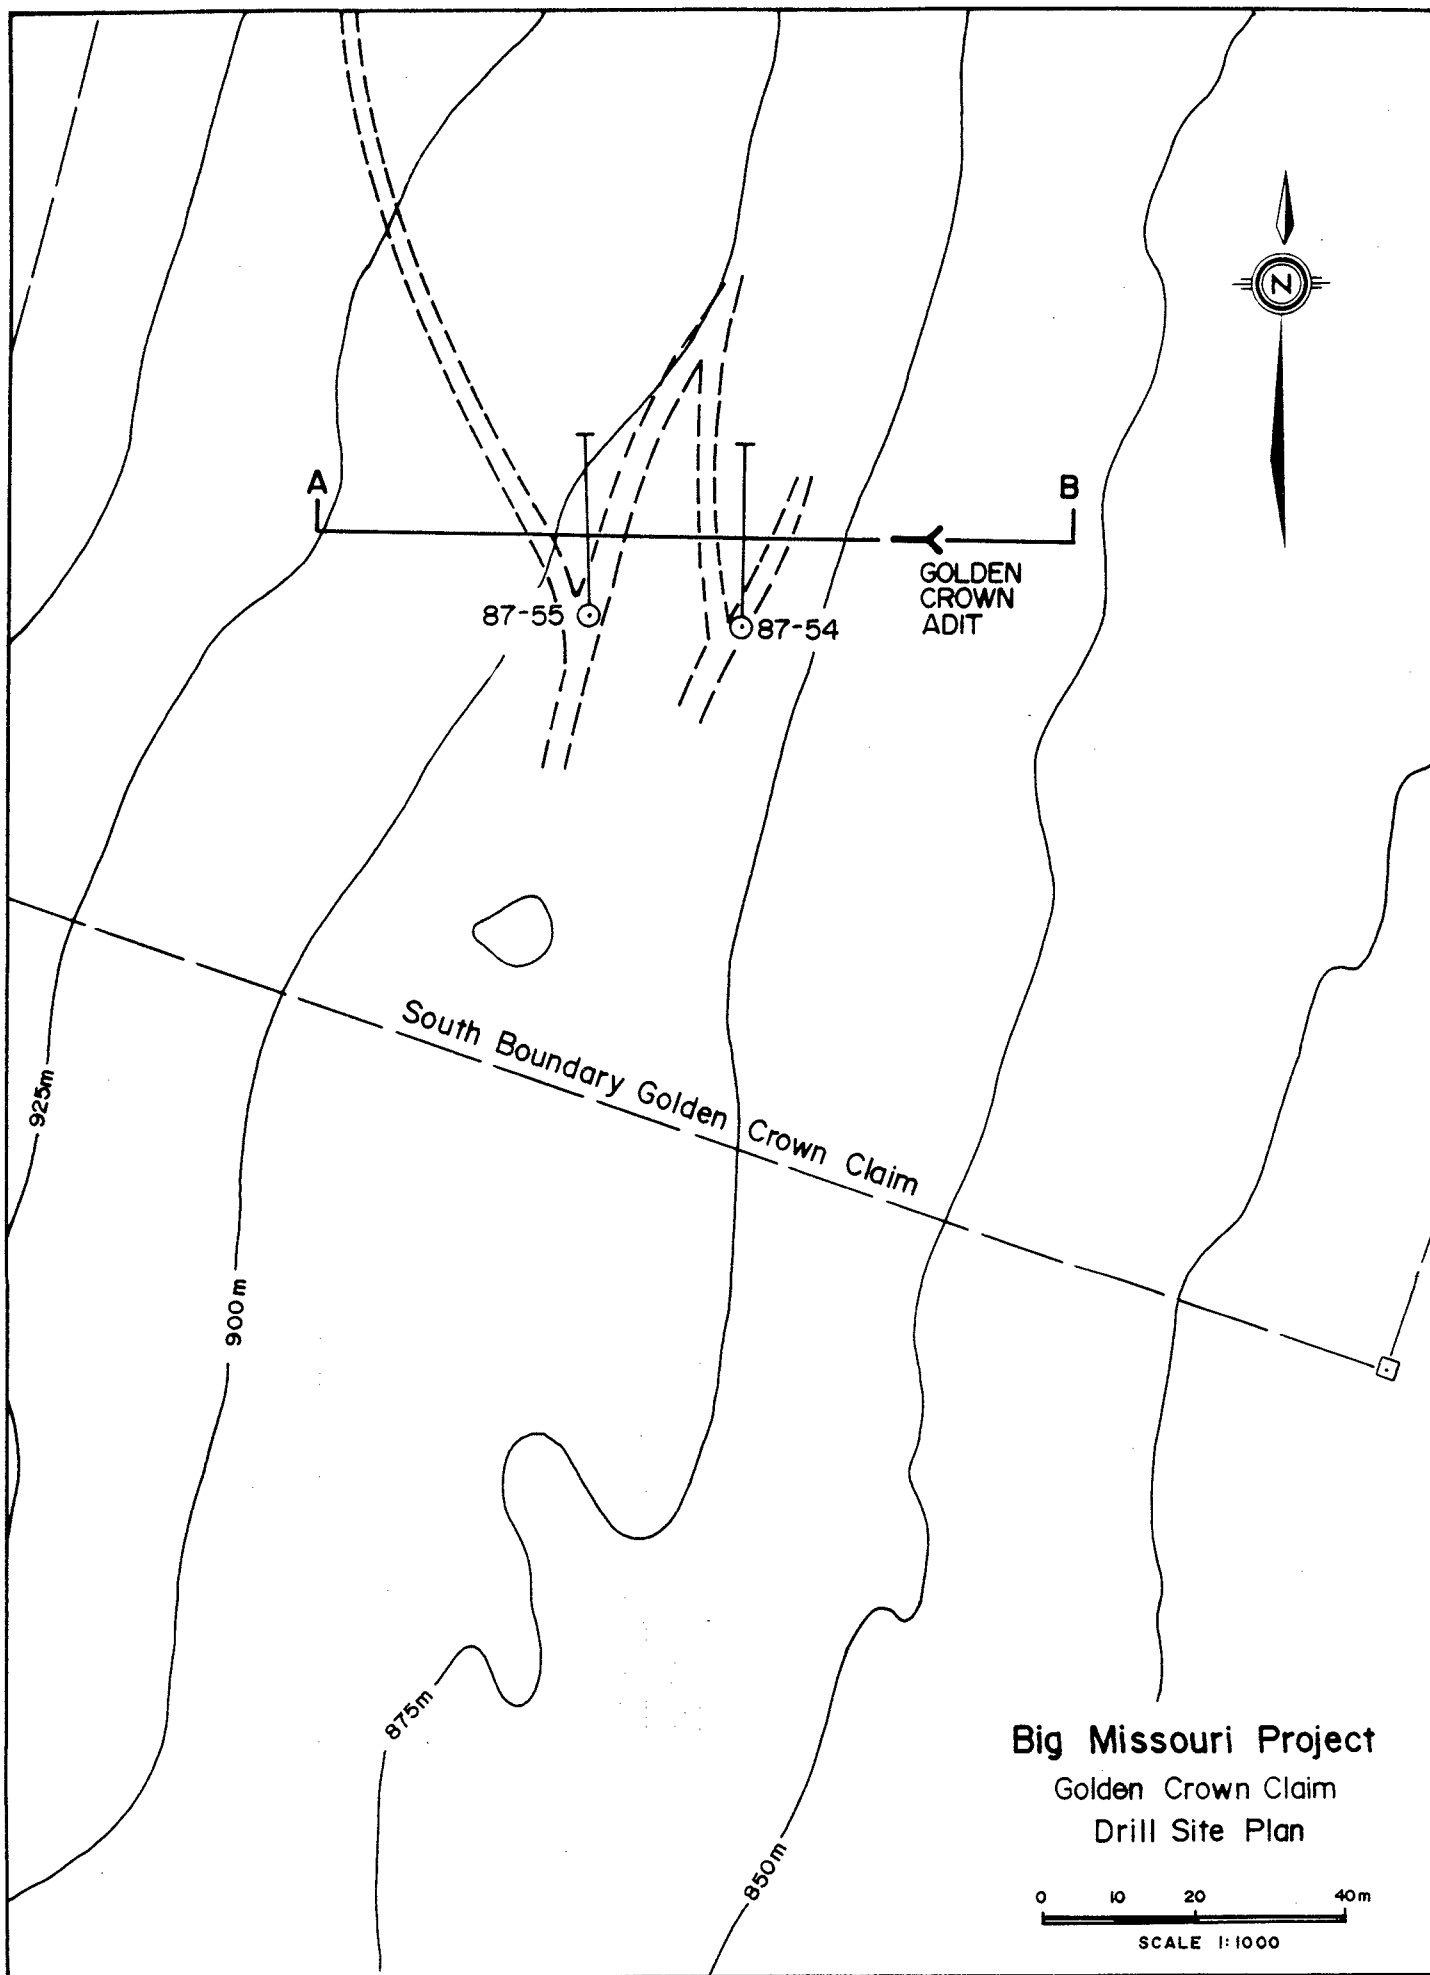 N
A
B
GOLDEN
CROWN
ADIT
87-55
87-54
South Boundary Golden Crown Claim
925m
900m
875m
850m
Big Missouri Project
Golden Crown Claim
Drill Site Plan
0 10 20 40m
SCALE 1:1000